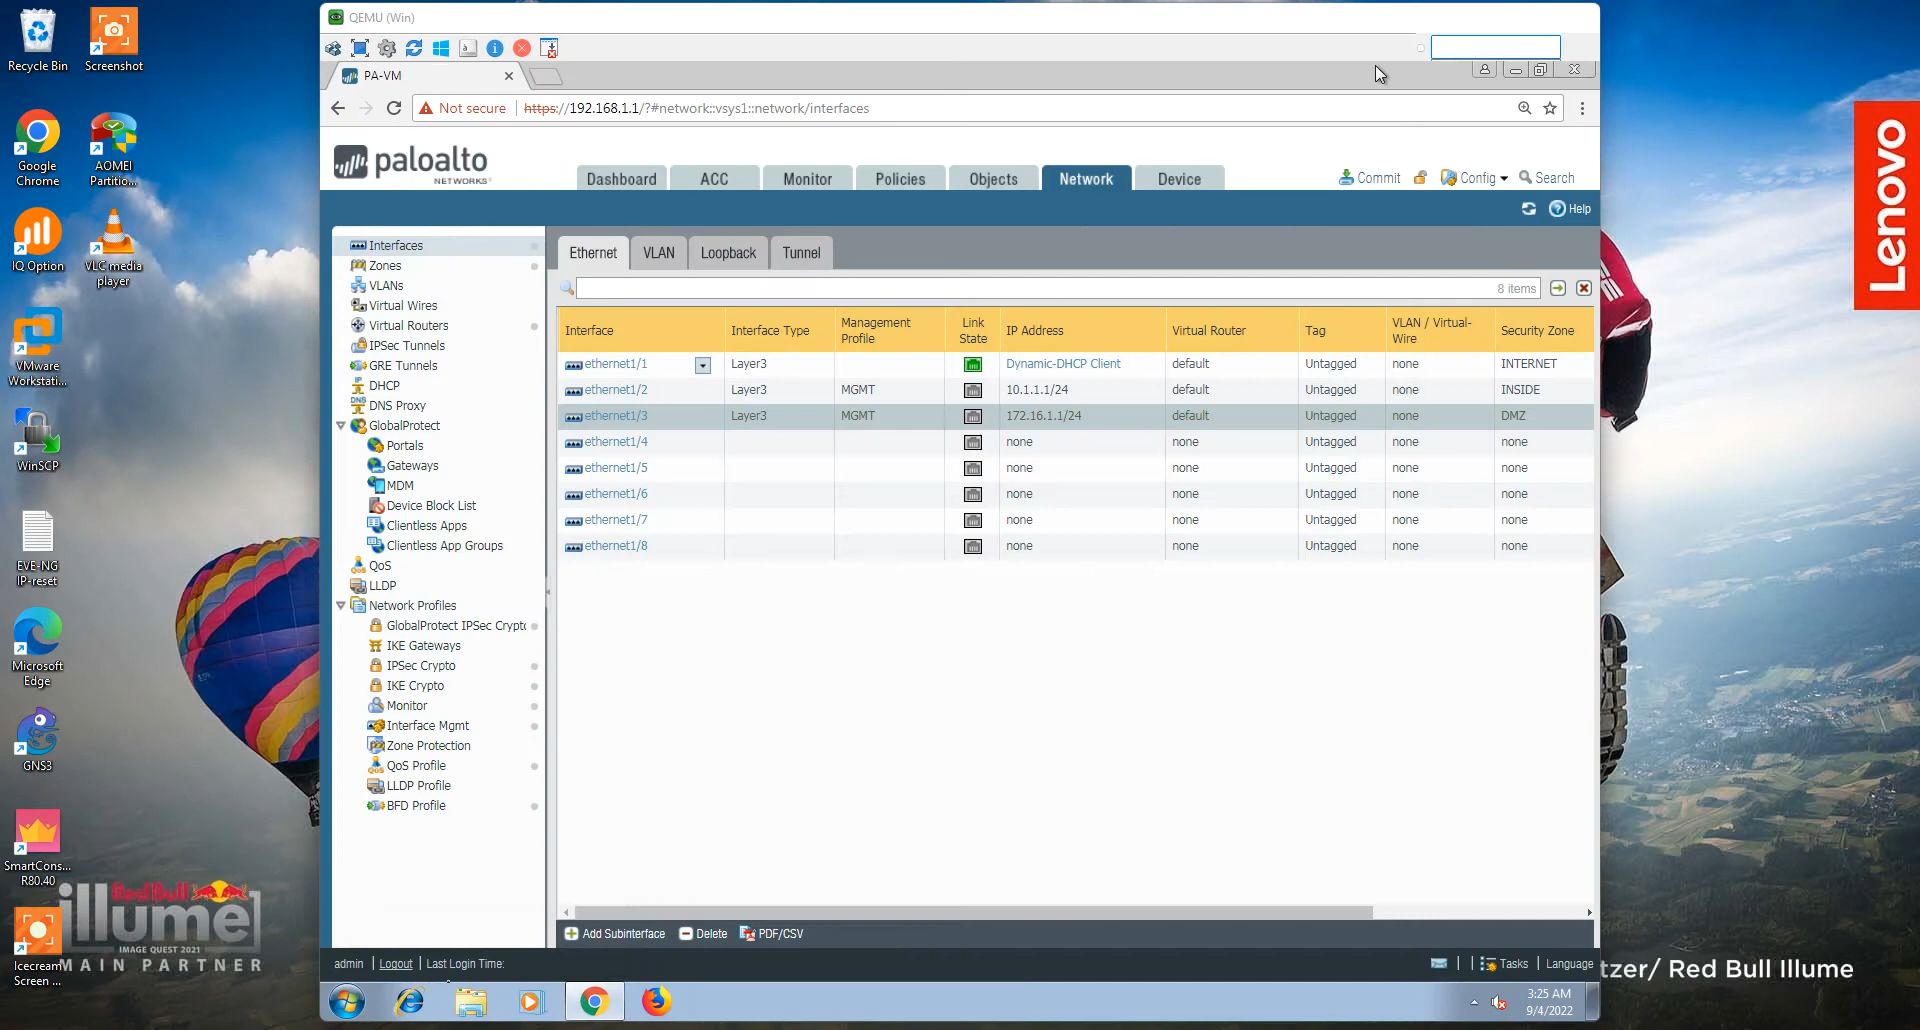 Recycle Bin
Screenshot
Google Chrome
AOMEI Partitio...
IQ Option
VLC media player
VMware Workstati...
WinSCP
EVE-NG IP-reset
Microsoft Edge
GNS3
SmartCons... R80.40
Icecream Screen ...
Red Bull
illume
IMAGE QUEST 2021
MAIN PARTNER
Lenovo
tzer/ Red Bull Illume
QEMU (Win)
PA-VM
Not secure
https://192.168.1.1/?#network::vsys1::network/interfaces
paloalto
NETWORKS®
Dashboard ACC Monitor Policies Objects Network Device
Commit Config Search
Help
Interfaces
Zones
VLANs
Virtual Wires
Virtual Routers
IPSec Tunnels
GRE Tunnels
DHCP
DNS Proxy
GlobalProtect
Portals
Gateways
MDM
Device Block List
Clientless Apps
Clientless App Groups
QoS
LLDP
Network Profiles
GlobalProtect IPSec Crypto
IKE Gateways
IPSec Crypto
IKE Crypto
Monitor
Interface Mgmt
Zone Protection
QoS Profile
LLDP Profile
BFD Profile
Ethernet VLAN Loopback Tunnel
8 items
Interface Interface Type Management Profile Link State IP Address Virtual Router Tag VLAN / Virtual-Wire Security Zone
ethernet1/1 Layer3 Dynamic-DHCP Client default Untagged none INTERNET
ethernet1/2 Layer3 MGMT 10.1.1.1/24 default Untagged none INSIDE
ethernet1/3 Layer3 MGMT 172.16.1.1/24 default Untagged none DMZ
ethernet1/4 none none Untagged none none
ethernet1/5 none none Untagged none none
ethernet1/6 none none Untagged none none
ethernet1/7 none none Untagged none none
ethernet1/8 none none Untagged none none
Add Subinterface Delete PDF/CSV
admin | Logout | Last Login Time:
Tasks | Language
3:25 AM
9/4/2022